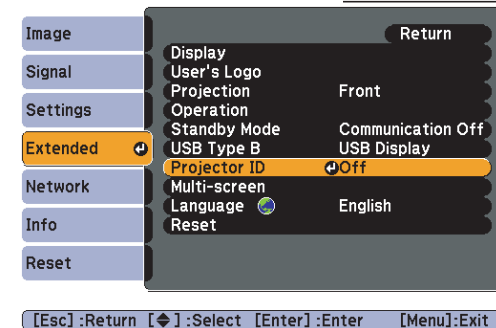 Image
Signal
Settings
Extended
Network
Info
Reset
Return
Display
User's Logo
Projection Front
Operation
Standby Mode Communication Off
USB Type B USB Display
Projector ID Off
Multi-screen
Language English
Reset
[Esc] :Return [ ] :Select [Enter] :Enter [Menu]:Exit